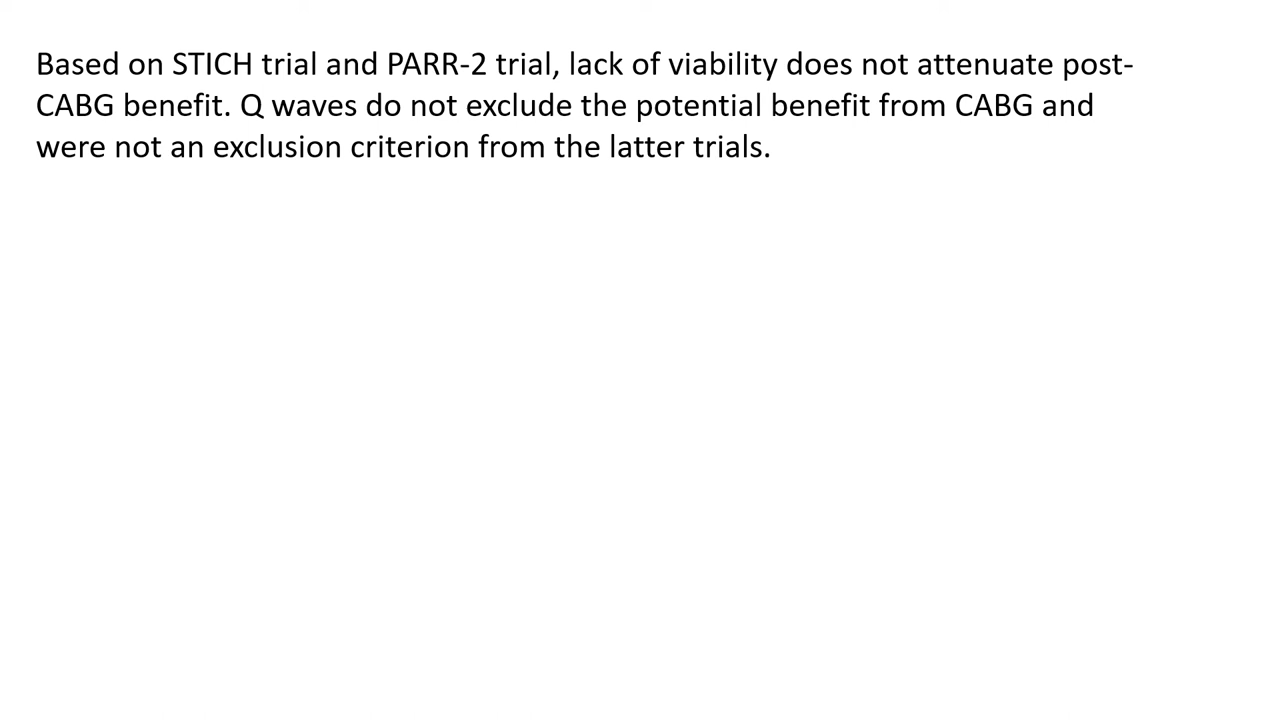 Based on STICH trial and PARR-2 trial, lack of viability does not attenuate post-
CABG benefit. Q waves do not exclude the potential benefit from CABG and
were not an exclusion criterion from the latter trials.